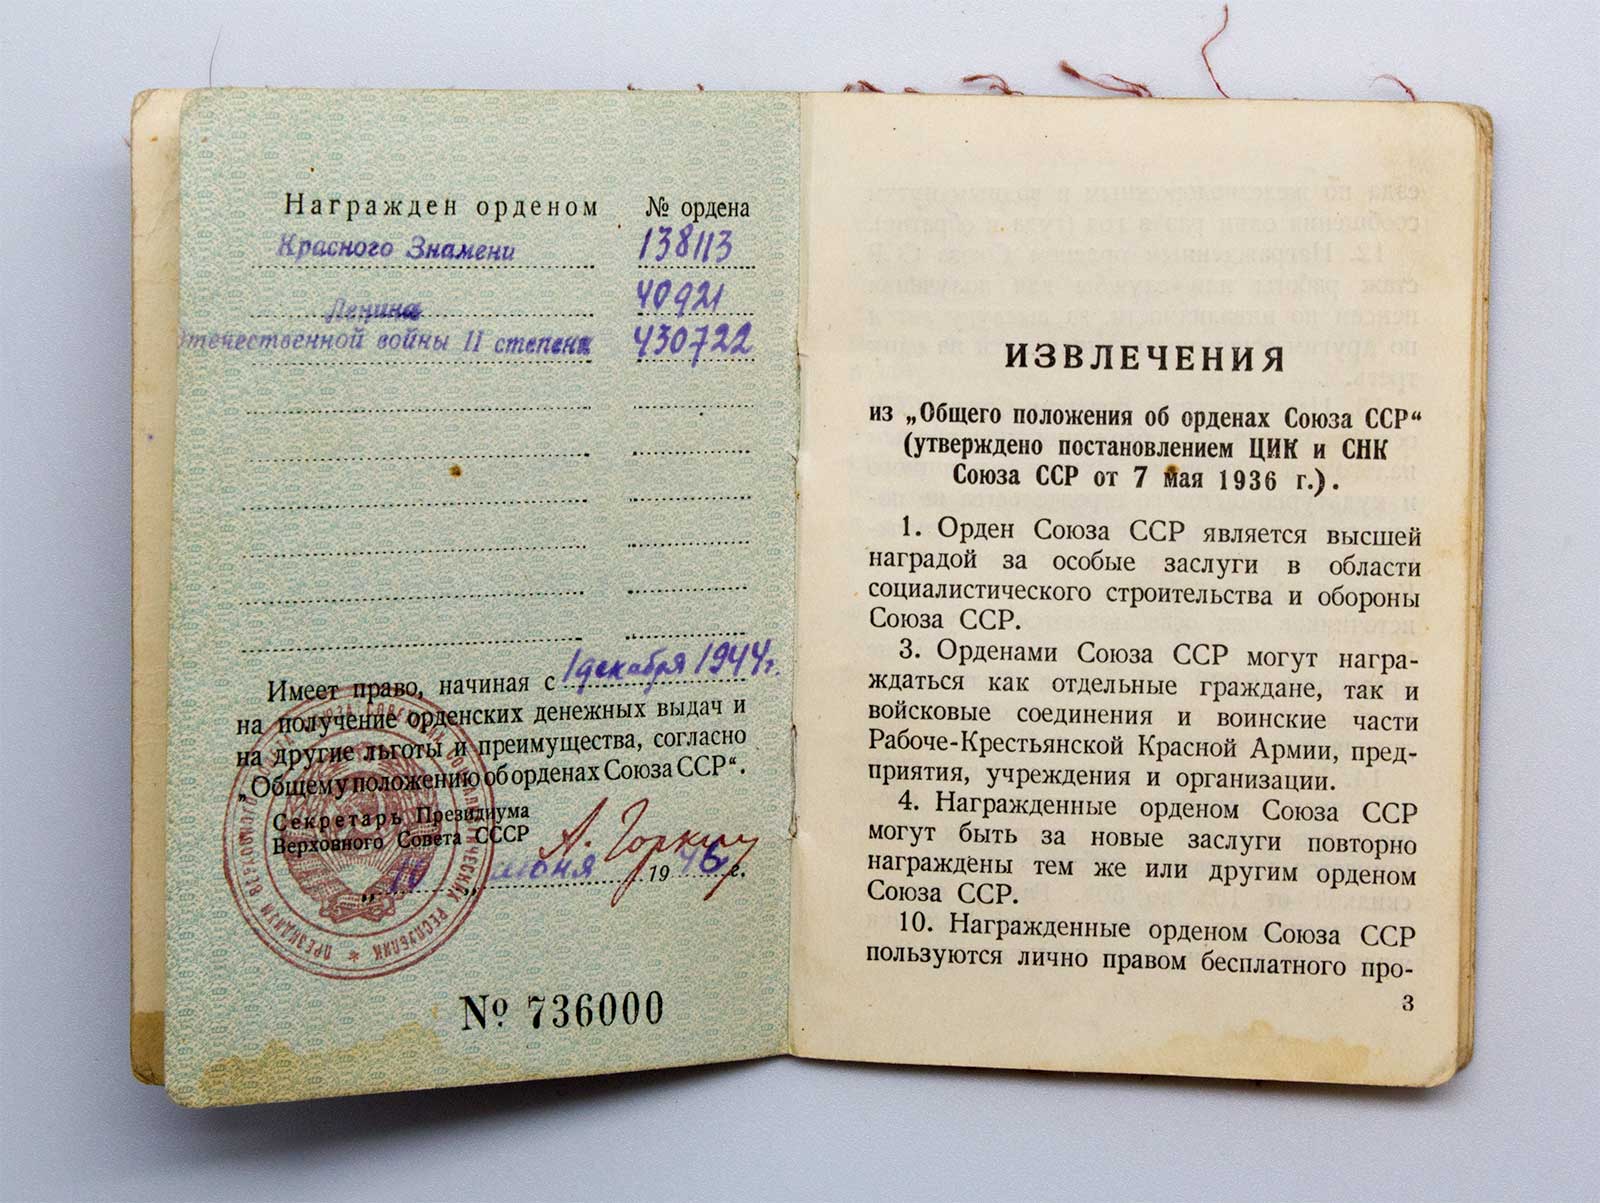 Награжден орденом № ордена
Красного Знамени 138113
Ленина 40921
Отечественной войны II степени 430722
Имеет право, начиная с 1 декабря 1944 г.
на получение орденских денежных выдач и
на другие льготы и преимущества, согласно
„Общему положению об орденах Союза ССР“.
Секретарь Президиума
Верховного Совета СССР А. Горкин
„10„ июня 1946 г.
№ 736000
ИЗВЛЕЧЕНИЯ
из „Общего положения об орденах Союза ССР“
(утверждено постановлением ЦИК и СНК
Союза ССР от 7 мая 1936 г.).
1. Орден Союза ССР является высшей
наградой за особые заслуги в области
социалистического строительства и обороны
Союза ССР.
3. Орденами Союза ССР могут награ-
ждаться как отдельные граждане, так и
войсковые соединения и воинские части
Рабоче-Крестьянской Красной Армии, пред-
приятия, учреждения и организации.
4. Награжденные орденом Союза ССР
могут быть за новые заслуги повторно
награждены тем же или другим орденом
Союза ССР.
10. Награжденные орденом Союза ССР
пользуются лично правом бесплатного про-
3